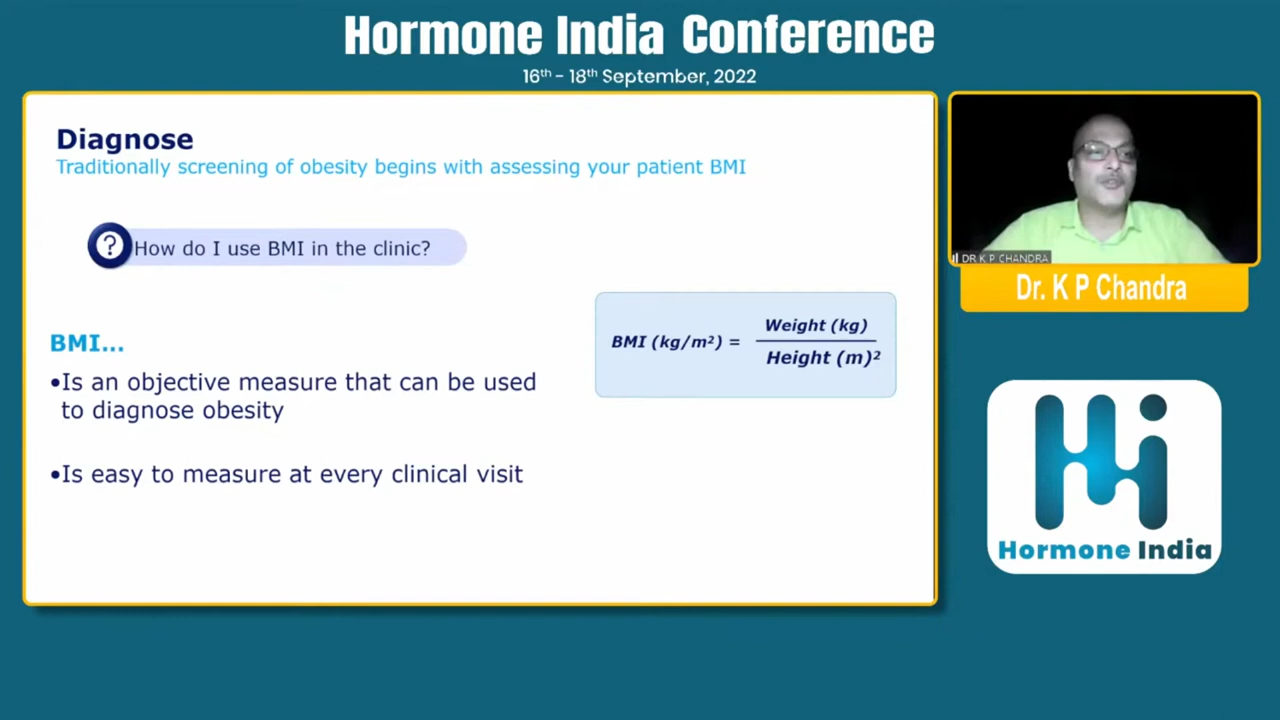 Hormone India Conference
16th - 18th September, 2022
Diagnose
Traditionally screening of obesity begins with assessing your patient BMI
? How do I use BMI in the clinic?
BMI...
•Is an objective measure that can be used
to diagnose obesity
•Is easy to measure at every clinical visit
BMI (kg/m²) = Weight (kg)
Height (m)²
DR K P CHANDRA
Dr. K P Chandra
Hi
Hormone India